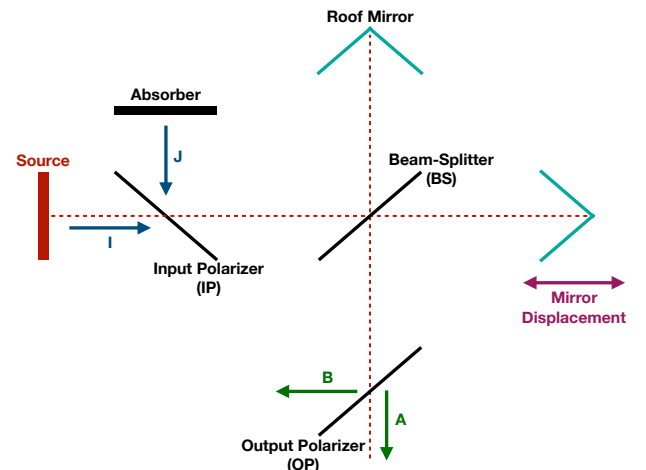 Roof Mirror
Absorber
J
Source
Beam-Splitter
(BS)
I
Input Polarizer
(IP)
Mirror
Displacement
B
A
Output Polarizer
(OP)